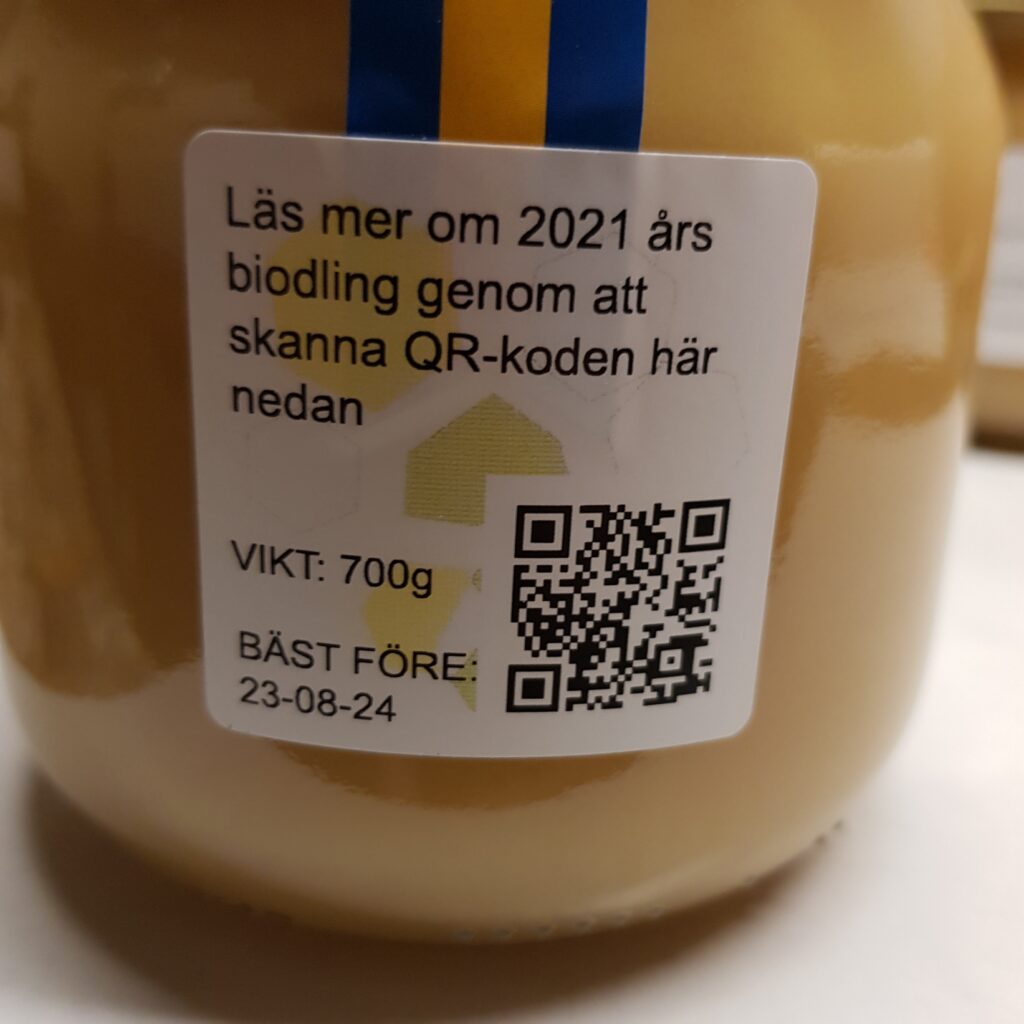 Läs mer om 2021 års
biodling genom att
skanna QR-koden här
nedan
VIKT: 700g
BÄST FÖRE:
23-08-24